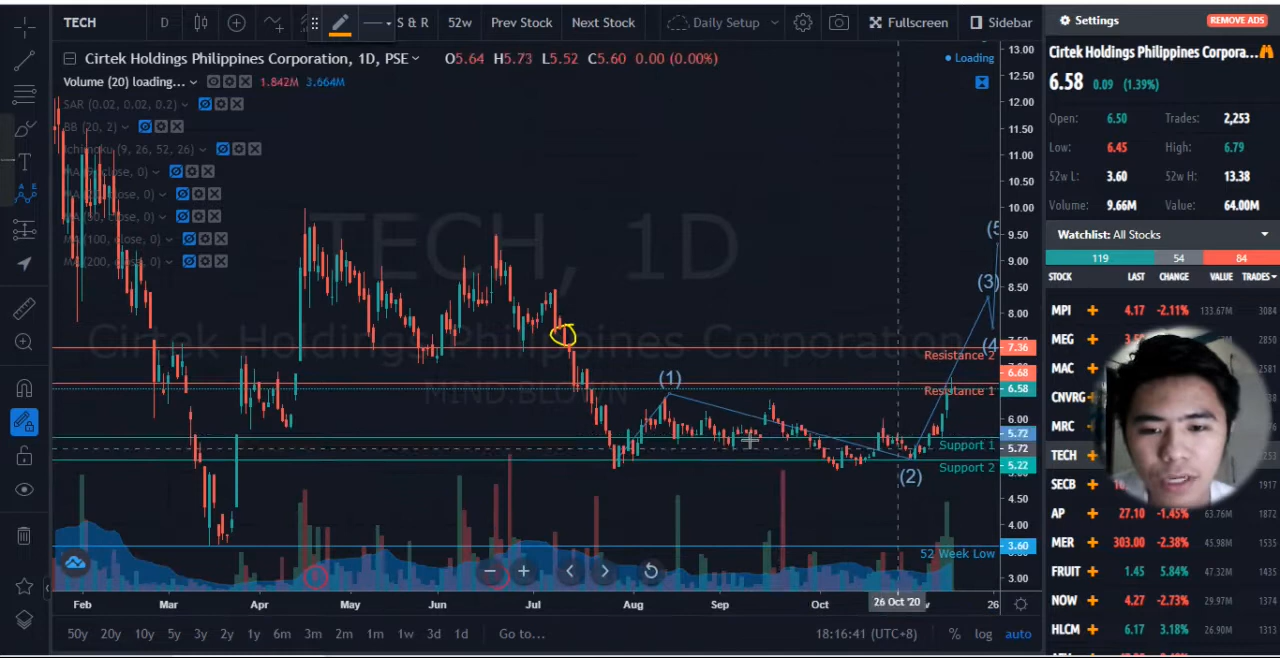 TECH D S & R 52w Prev Stock Next Stock Daily Setup Fullscreen Sidebar
Cirtek Holdings Philippines Corporation, 1D, PSE O5.64 H5.73 L5.52 C5.60 0.00 (0.00%)
Loading
Volume (20) loading... 1.842M 3.664M
SAR (0.02, 0.02, 0.2)
BB (20, 2)
Ichimoku (9, 26, 52, 26)
MA (100, close, 0)
MA (200, close, 0)
TECH, 1D
Cirtek Holdings Philippines Corporation
MIND BLOWN
(1)
(2)
(3)
(4
(5
Resistance 2
Resistance 1
Support 1
Support 2
52 Week Low
13.00
12.50
12.00
11.50
11.00
10.50
10.00
9.50
9.00
8.50
8.00
7.36
6.68
6.58
6.00
5.72
5.72
5.22
4.50
4.00
3.60
3.00
Feb Mar Apr May Jun Jul Aug Sep Oct 26 Oct '20 26
50y 20y 10y 5y 3y 2y 1y 6m 3m 2m 1m 1w 3d 1d Go to... 18:16:41 (UTC+8) % log auto
Settings REMOVE ADS
Cirtek Holdings Philippines Corpora...
6.58 0.09 (1.39%)
Open: 6.50 Trades: 2,253
Low: 6.45 High: 6.79
52w L: 3.60 52w H: 13.38
Volume: 9.66M Value: 64.00M
Watchlist: All Stocks
119 54 84
STOCK LAST CHANGE VALUE TRADES
MPI 4.17 -2.11% 133.67M 3084
MEG
MAC
CNVRG
MRC
TECH
SECB 1917
AP 27.10 -1.45% 63.76M 1872
MER 303.00 -2.38% 45.98M 1535
FRUIT 1.45 5.84% 47.32M 1435
NOW 4.27 -2.73% 29.97M 1374
HLCM 6.17 3.18% 26.90M 1313